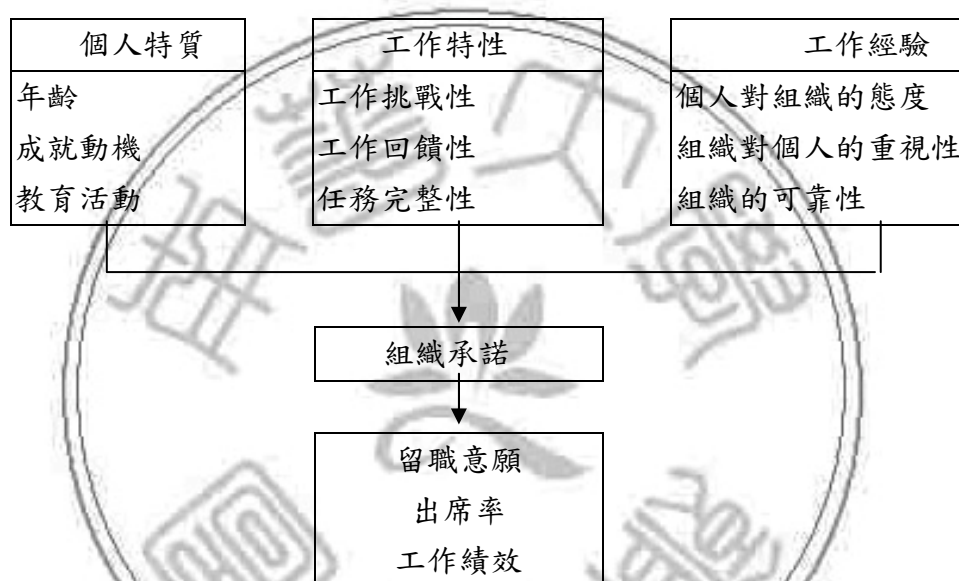 個人特質
年齡
成就動機
教育活動
工作特性
工作挑戰性
工作回饋性
任務完整性
工作經驗
個人對組織的態度
組織對個人的重視性
組織的可靠性
組織承諾
留職意願
出席率
工作績效